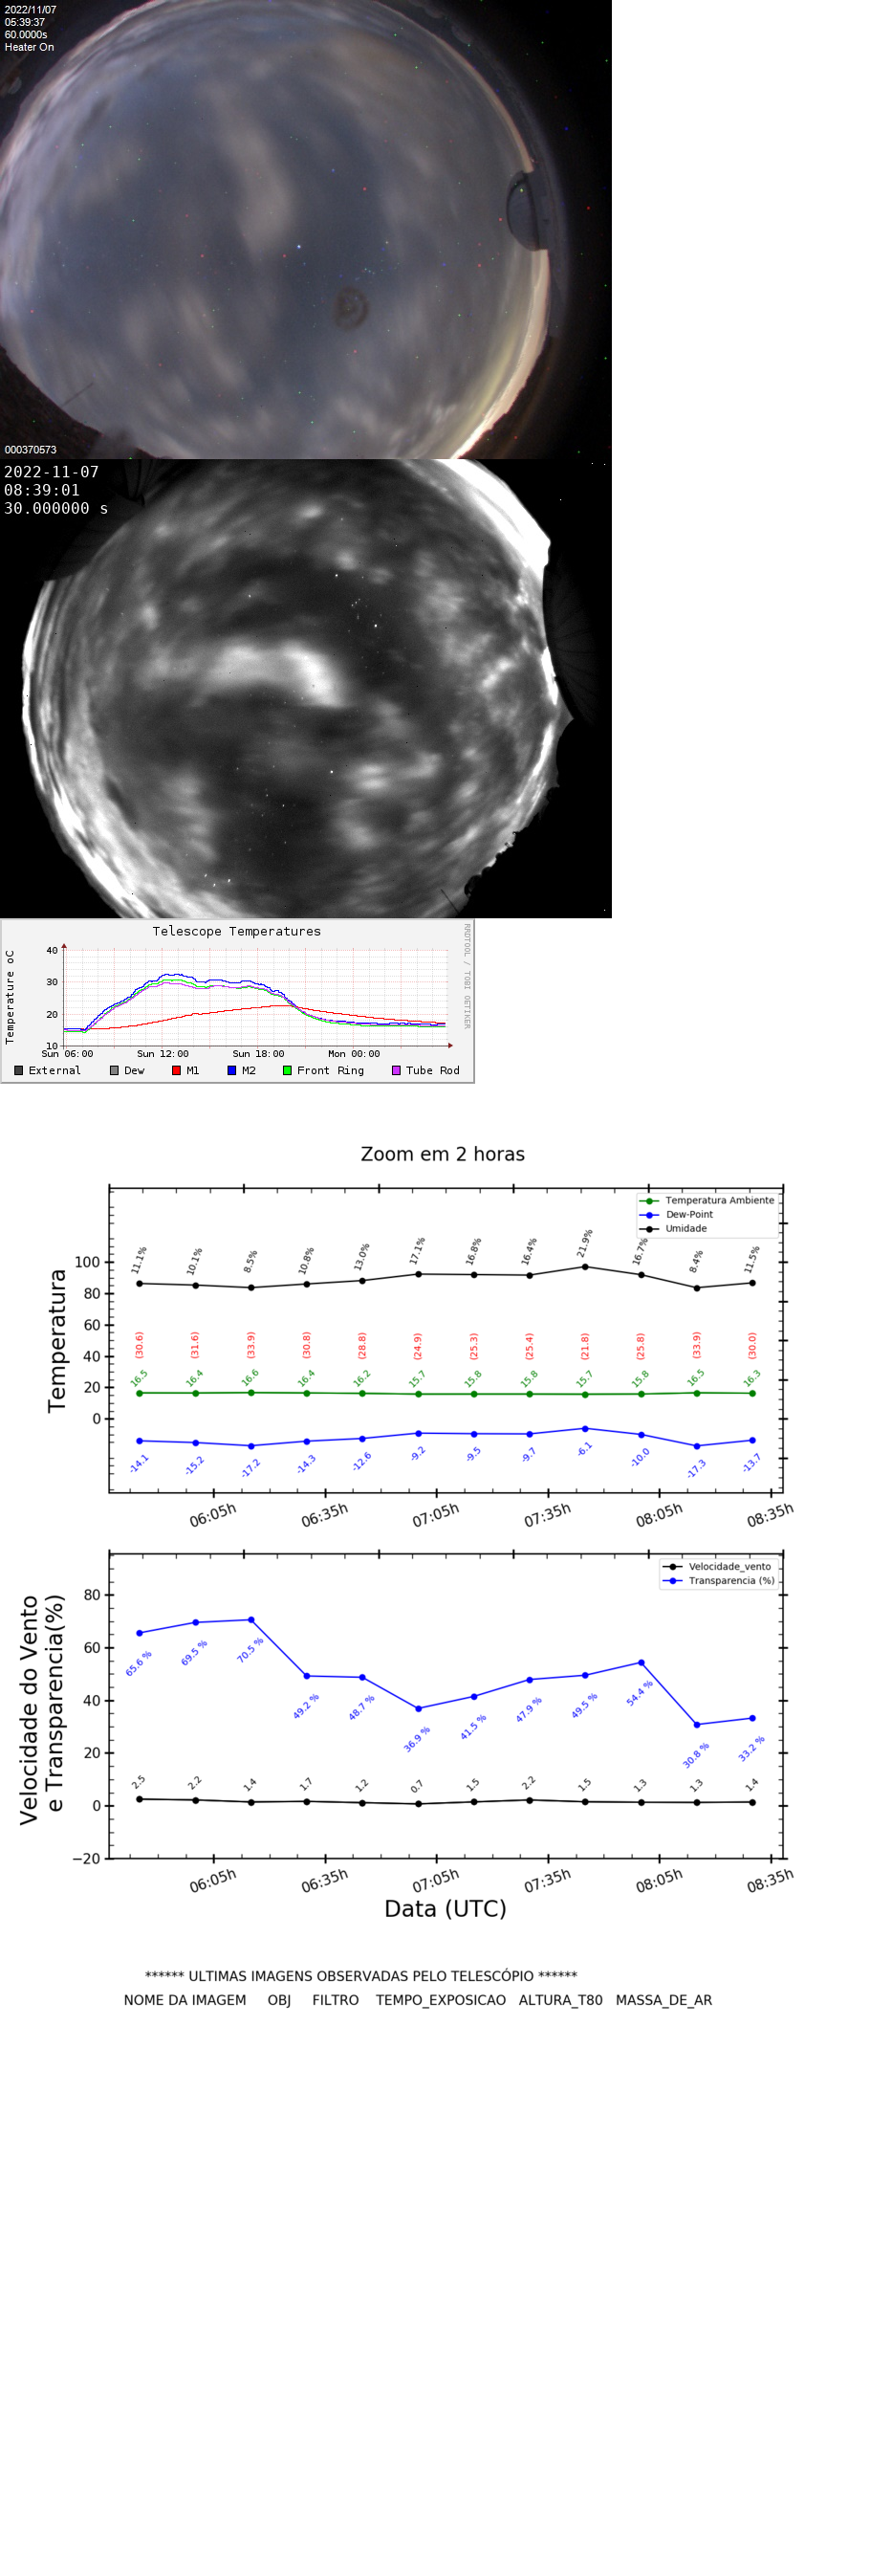 2022/11/07
05:39:37
60.0000s
Heater On
000370573
2022-11-07
08:39:01
30.000000 s
Telescope Temperatures
RRDTOOL / TOBI OETIKER
Temperature oC
40
30
20
10
Sun 06:00 Sun 12:00 Sun 18:00 Mon 00:00
External Dew M1 M2 Front Ring Tube Rod
Zoom em 2 horas
Temperatura Ambiente
Dew-Point
Umidade
Temperatura
100
80
60
40
20
0
11.1% 10.1% 8.5% 10.8% 13.0% 17.1% 16.8% 16.4% 21.9% 16.7% 8.4% 11.5%
(30.6) (31.6) (33.9) (30.8) (28.8) (24.9) (25.3) (25.4) (21.8) (25.8) (33.9) (30.0)
16.5 16.4 16.6 16.4 16.2 15.7 15.8 15.8 15.7 15.8 16.5 16.3
-14.1 -15.2 -17.2 -14.3 -12.6 -9.2 -9.5 -9.7 -6.1 -10.0 -17.3 -13.7
06:05h 06:35h 07:05h 07:35h 08:05h 08:35h
Velocidade_vento
Transparencia (%)
Velocidade do Vento
e Transparencia(%)
80
60
40
20
0
−20
65.6 % 69.5 % 70.5 % 49.2 % 48.7 % 36.9 % 41.5 % 47.9 % 49.5 % 54.4 % 30.8 % 33.2 %
2.5 2.2 1.4 1.7 1.2 0.7 1.5 2.2 1.5 1.3 1.3 1.4
06:05h 06:35h 07:05h 07:35h 08:05h 08:35h
Data (UTC)
****** ULTIMAS IMAGENS OBSERVADAS PELO TELESCÓPIO ******
NOME DA IMAGEM OBJ FILTRO TEMPO_EXPOSICAO ALTURA_T80 MASSA_DE_AR